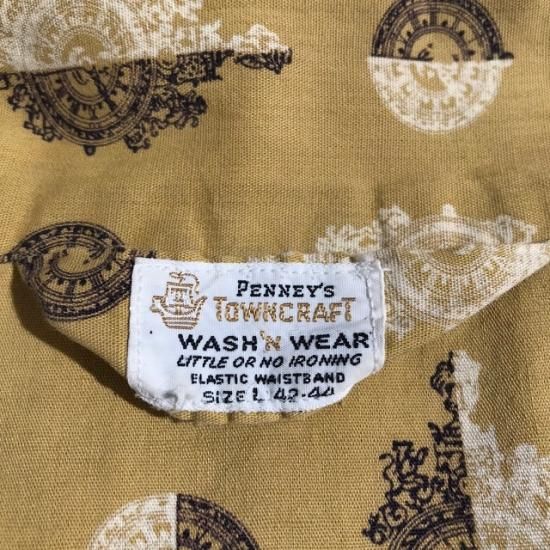 PENNEY'S
TOWNCRAFT
WASH 'N WEAR
LITTLE OR NO IRONING
ELASTIC WAISTBAND
SIZE L 42-44